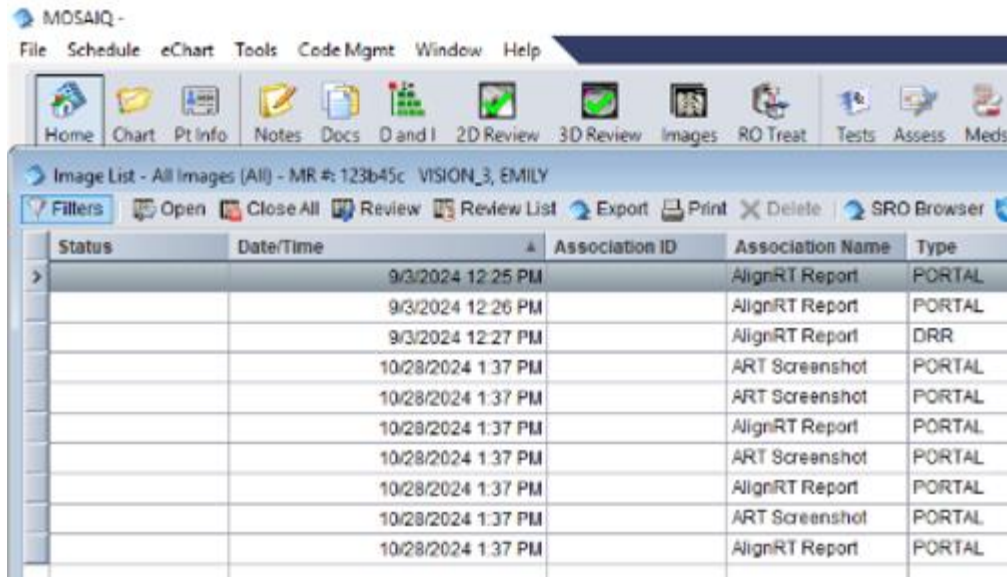 MOSAIQ -
File Schedule eChart Tools Code Mgmt Window Help
Home Chart Pt Info Notes Docs D and I 2D Review 3D Review Images RO Treat Tests Assess Meds
Image List - All Images (All) - MR #: 123b45c VISION_3, EMILY
Filters Open Close All Review Review List Export Print Delete SRO Browser
Status Date/Time Association ID Association Name Type
9/3/2024 12:25 PM AlignRT Report PORTAL
9/3/2024 12:26 PM AlignRT Report PORTAL
9/3/2024 12:27 PM AlignRT Report DRR
10/28/2024 1:37 PM ART Screenshot PORTAL
10/28/2024 1:37 PM ART Screenshot PORTAL
10/28/2024 1:37 PM AlignRT Report PORTAL
10/28/2024 1:37 PM ART Screenshot PORTAL
10/28/2024 1:37 PM AlignRT Report PORTAL
10/28/2024 1:37 PM ART Screenshot PORTAL
10/28/2024 1:37 PM AlignRT Report PORTAL